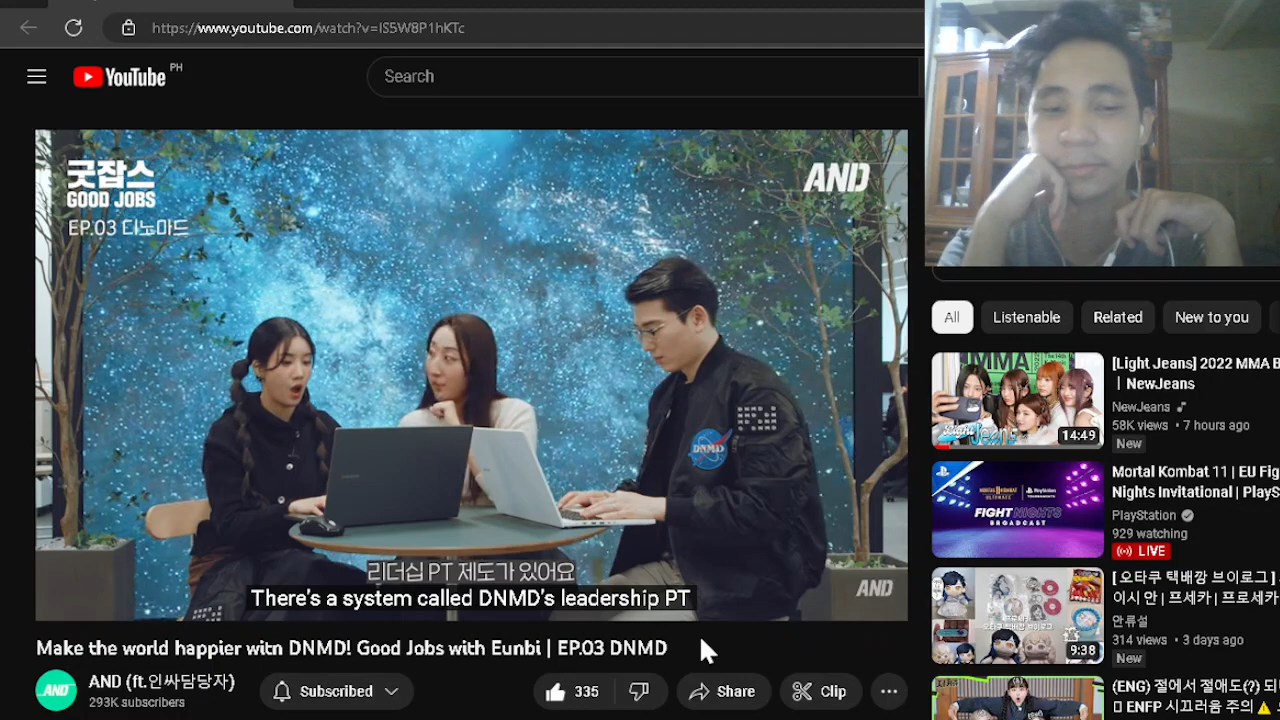 https://www.youtube.com/watch?v=IS5W8P1hKTc
YouTube PH
Search
굿잡스
GOOD JOBS
EP.03 디노마드
AND
DNMD
리더십 PT 제도가 있어요
There's a system called DNMD's leadership PT
AND
Make the world happier with DNMD! Good Jobs with Eunbi | EP.03 DNMD
AND
AND (ft.인싸담당자)
293K subscribers
Subscribed
335
Share
Clip
All
Listenable
Related
New to you
MMA
Light Jeans
14:49
[Light Jeans] 2022 MMA B
| NewJeans
NewJeans
58K views • 7 hours ago
New
FIGHT NIGHTS
BROADCAST
Mortal Kombat 11 | EU Fig
Nights Invitational | PlayS
PlayStation
929 watching
LIVE
9:38
[오타쿠 택배깡 브이로그]
이시 안 | 프세카 | 프로세카
안류설
314 views • 3 days ago
New
(ENG) 절에서 절애도(?) 되
ENFP 시끄러움 주의